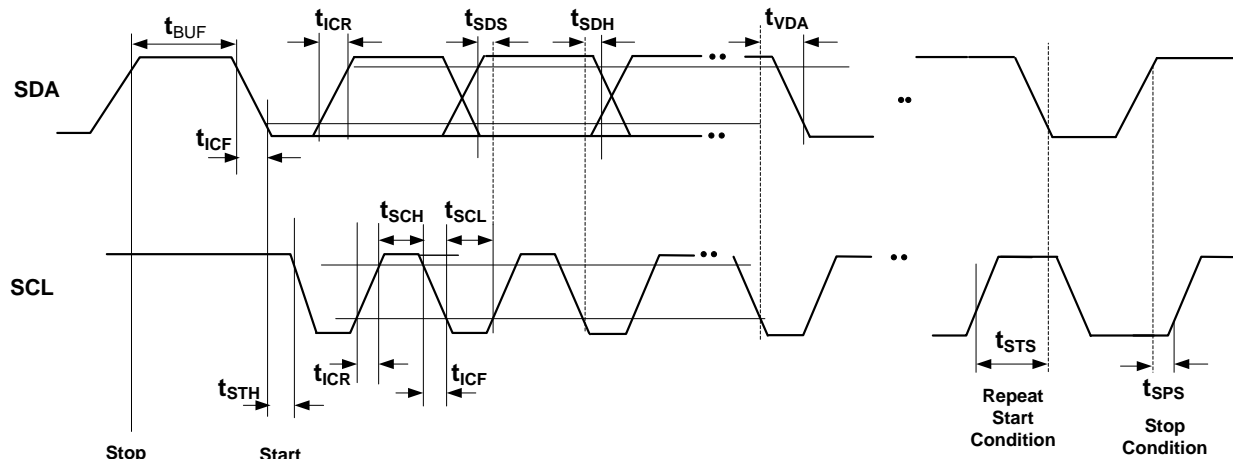 tBUF
tICR
tSDS
tSDH
tVDA
SDA
••
••
••
tICF
tSCH
tSCL
••
••
SCL
tSTH
tICR
tICF
tSTS
tSPS
Repeat
Start
Condition
Stop
Condition
Stop
Start